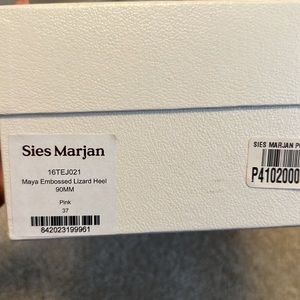 Sies Marjan
16TEJ021
Maya Embossed Lizard Heel
90MM
Pink
37
842023199961
SIES MARJAN
P4102000